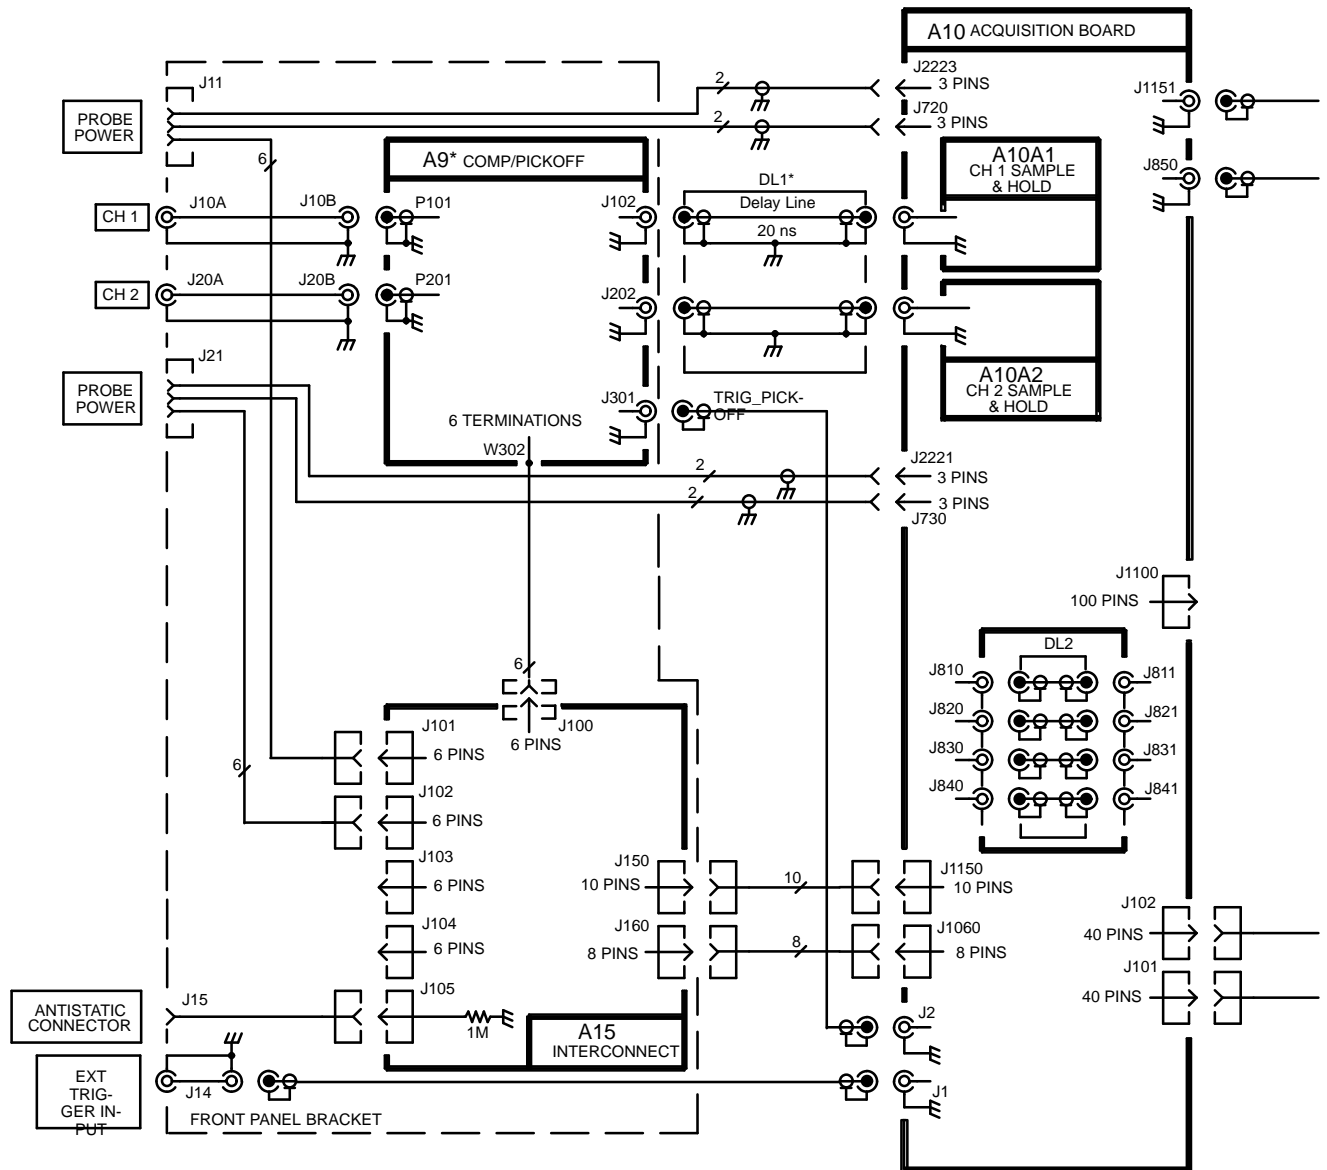 A10 ACQUISITION BOARD
J11
2
J2223
3 PINS
J1151
PROBE
POWER
2
J720
3 PINS
6
A9* COMP/PICKOFF
A10A1
CH 1 SAMPLE
& HOLD
J850
DL1*
CH 1
J10A
J10B
P101
J102
Delay Line
20 ns
CH 2
J20A
J20B
P201
J202
J21
PROBE
POWER
A10A2
CH 2 SAMPLE
& HOLD
J301
TRIG_PICK-
OFF
6 TERMINATIONS
W302
2
J2221
3 PINS
2
3 PINS
J730
J1100
100 PINS
DL2
6
J810
J811
J101
J100
J820
J821
6 PINS
6 PINS
6
J830
J831
J102
J840
J841
6 PINS
J103
6 PINS
J150
10 PINS
10
J1150
10 PINS
J104
6 PINS
J160
8 PINS
8
J1060
8 PINS
J102
40 PINS
J101
40 PINS
ANTISTATIC
CONNECTOR
J15
J105
1M
A15
INTERCONNECT
J2
EXT
TRIG-
GER IN-
PUT
J14
J1
FRONT PANEL BRACKET